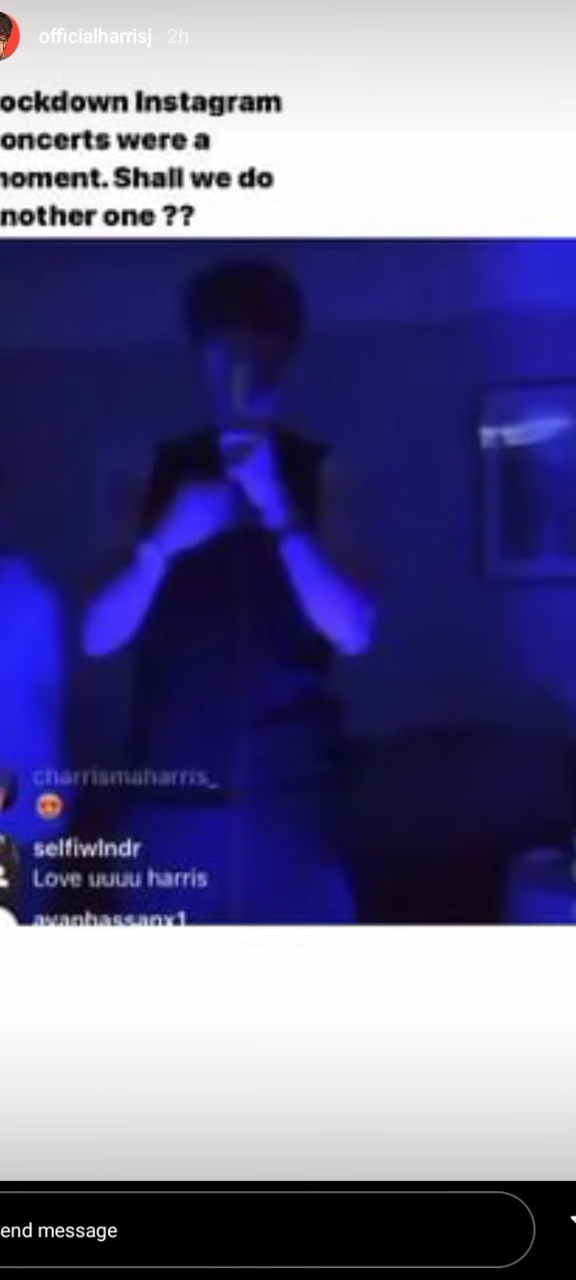 officialharrisj 2h
ockdown Instagram
oncerts were a
noment. Shall we do
nother one ??
charrismaharris_
selfiwlndr
Love uuuu harris
ayanhassanx1
end message